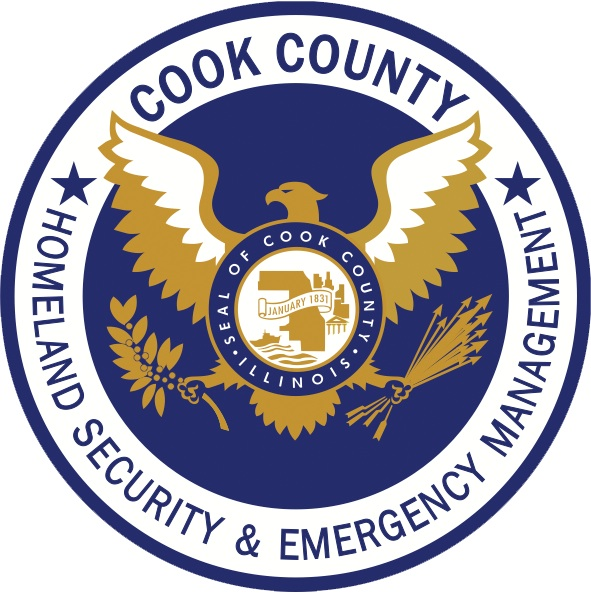 COOK COUNTY
HOMELAND SECURITY & EMERGENCY MANAGEMENT
SEAL OF COOK COUNTY
• ILLINOIS •
JANUARY 1831